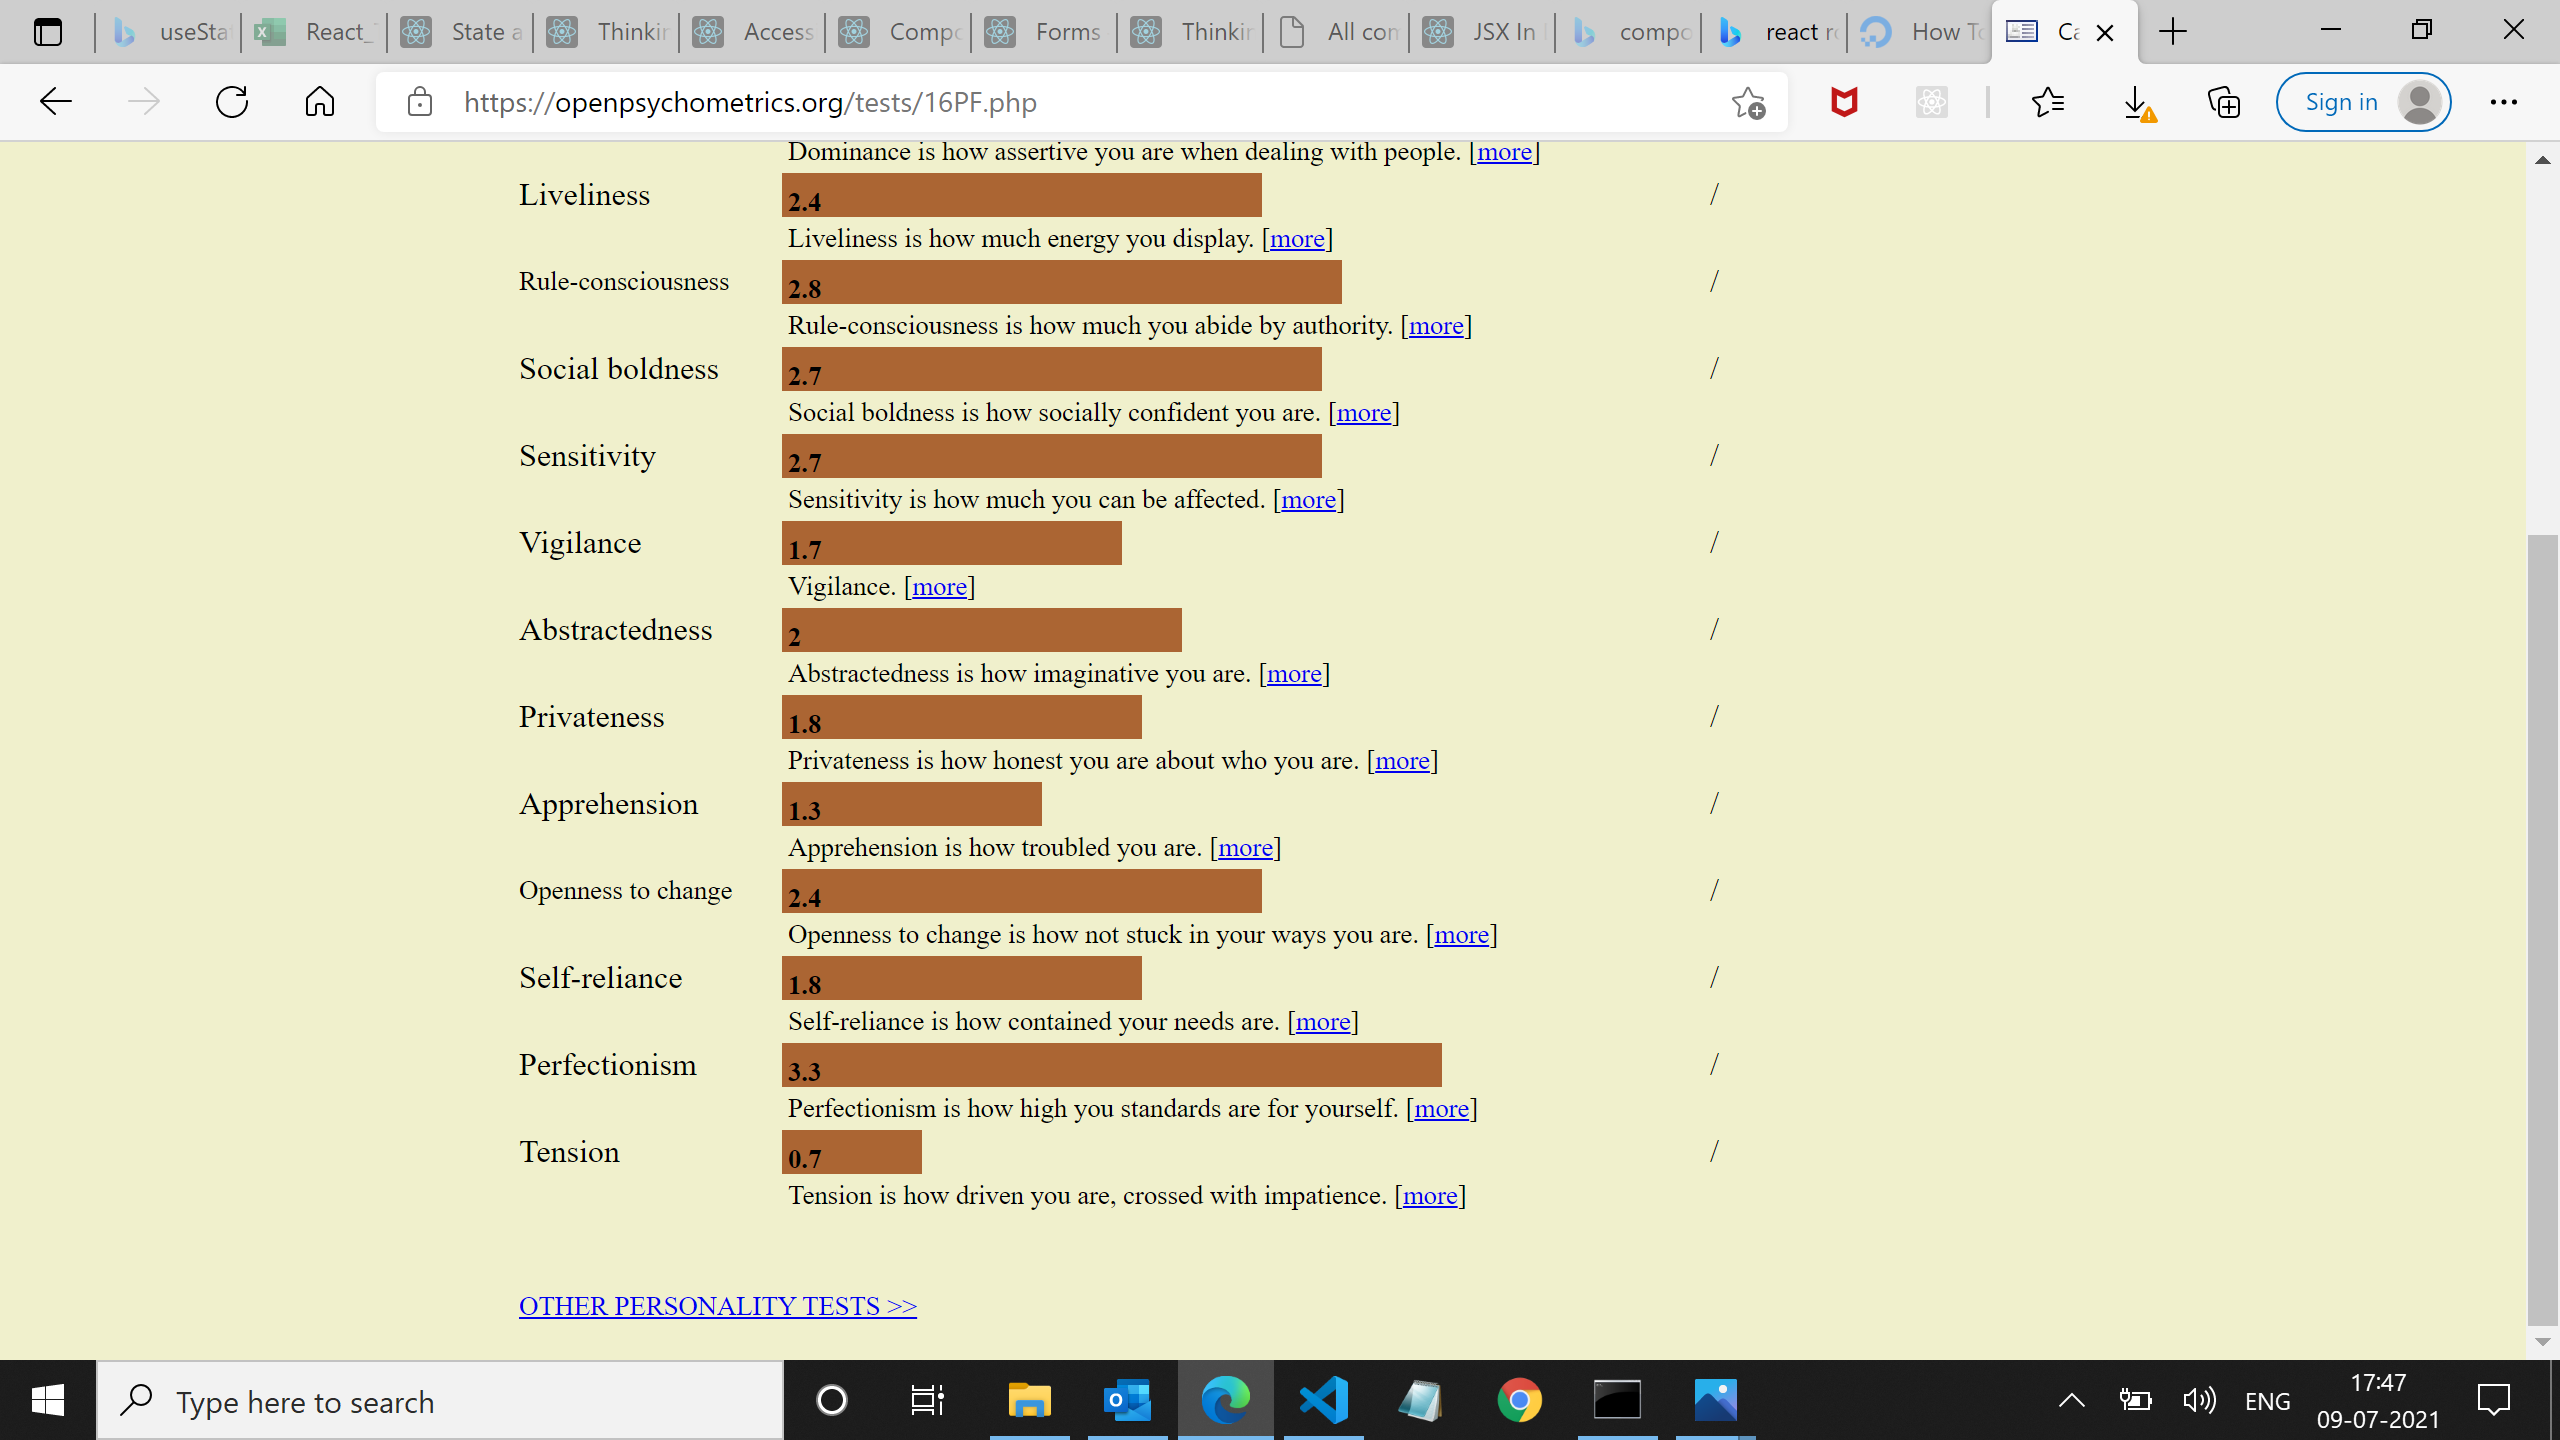 useStat
React_
State a
Thinkin
Access
Compo
Forms
Thinkin
All con
JSX In
compo
react ro
How To
Ca
https://openpsychometrics.org/tests/16PF.php
Sign in
Dominance is how assertive you are when dealing with people. [more]
Liveliness 2.4 /
Liveliness is how much energy you display. [more]
Rule-consciousness 2.8 /
Rule-consciousness is how much you abide by authority. [more]
Social boldness 2.7 /
Social boldness is how socially confident you are. [more]
Sensitivity 2.7 /
Sensitivity is how much you can be affected. [more]
Vigilance 1.7 /
Vigilance. [more]
Abstractedness 2 /
Abstractedness is how imaginative you are. [more]
Privateness 1.8 /
Privateness is how honest you are about who you are. [more]
Apprehension 1.3 /
Apprehension is how troubled you are. [more]
Openness to change 2.4 /
Openness to change is how not stuck in your ways you are. [more]
Self-reliance 1.8 /
Self-reliance is how contained your needs are. [more]
Perfectionism 3.3 /
Perfectionism is how high you standards are for yourself. [more]
Tension 0.7 /
Tension is how driven you are, crossed with impatience. [more]
OTHER PERSONALITY TESTS >>
Type here to search
ENG
17:47
09-07-2021